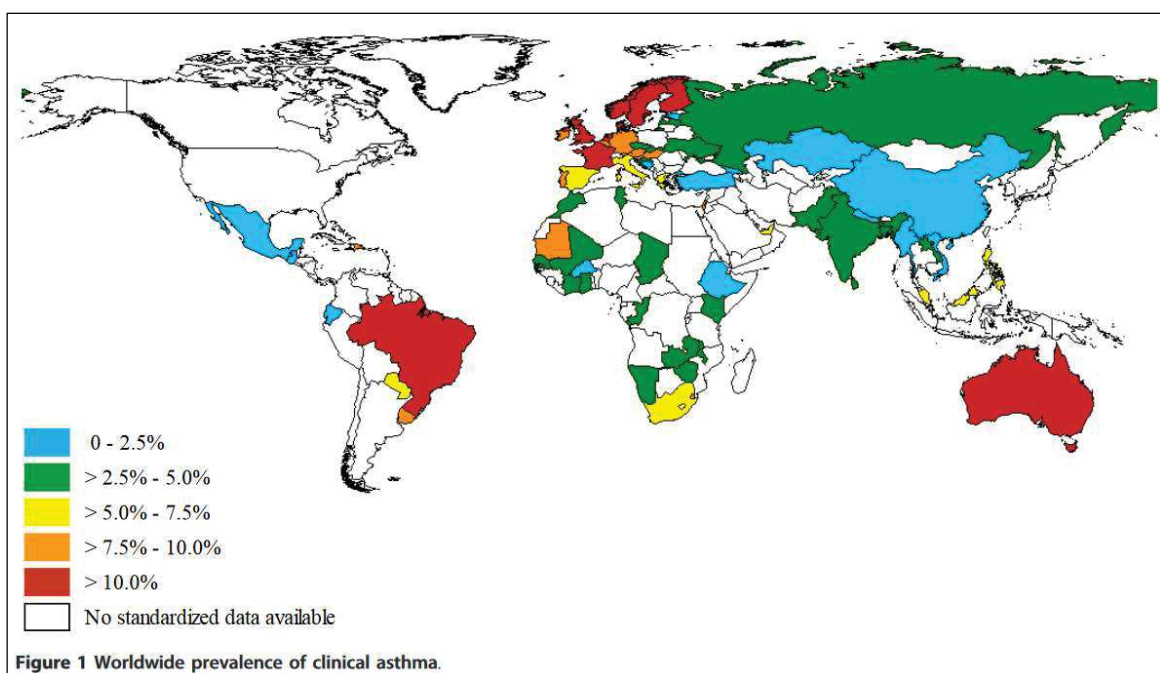 0 - 2.5%
> 2.5% - 5.0%
> 5.0% - 7.5%
> 7.5% - 10.0%
> 10.0%
No standardized data available
Figure 1 Worldwide prevalence of clinical asthma.